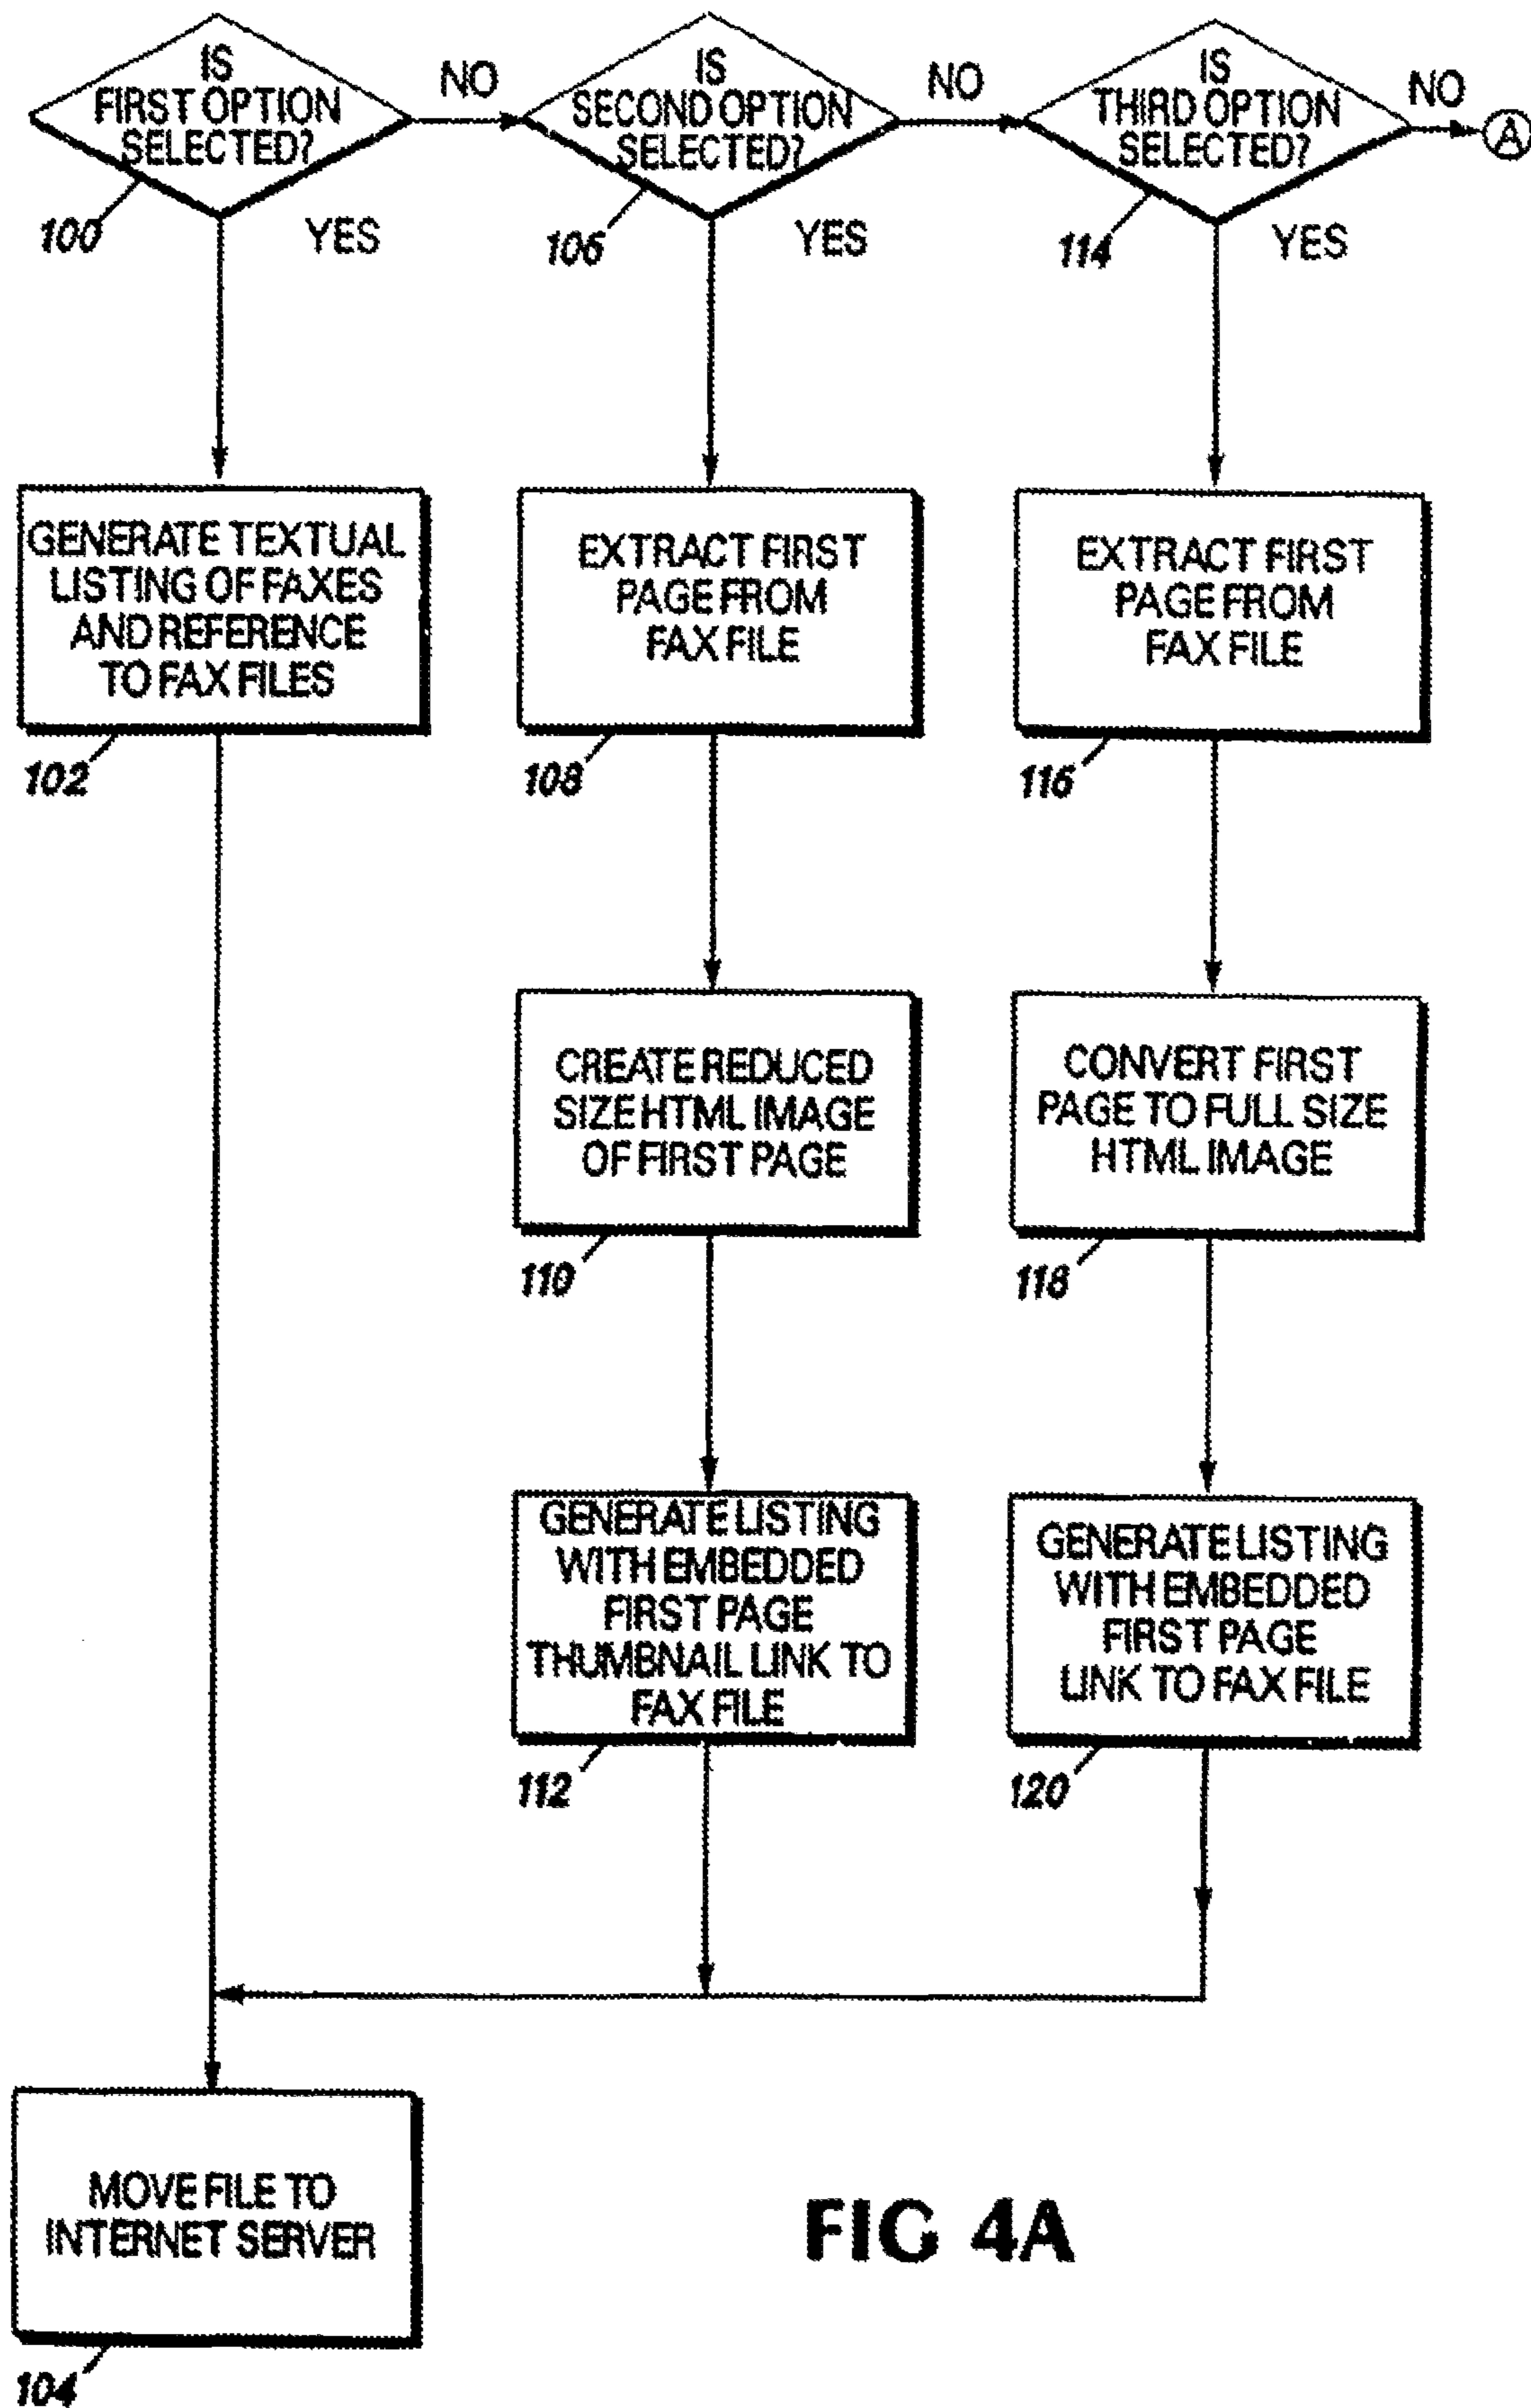 IS
FIRST OPTION
SELECTED?
NO
IS
SECOND OPTION
SELECTED?
NO
IS
THIRD OPTION
SELECTED?
NO
A
100
YES
106
YES
114
YES
GENERATE TEXTUAL
LISTING OF FAXES
AND REFERENCE
TO FAX FILES
102
EXTRACT FIRST
PAGE FROM
FAX FILE
108
EXTRACT FIRST
PAGE FROM
FAX FILE
116
CREATE REDUCED
SIZE HTML IMAGE
OF FIRST PAGE
110
CONVERT FIRST
PAGE TO FULL SIZE
HTML IMAGE
118
GENERATE LISTING
WITH EMBEDDED
FIRST PAGE
THUMBNAIL LINK TO
FAX FILE
112
GENERATE LISTING
WITH EMBEDDED
FIRST PAGE
LINK TO FAX FILE
120
MOVE FILE TO
INTERNET SERVER
104
FIG 4A